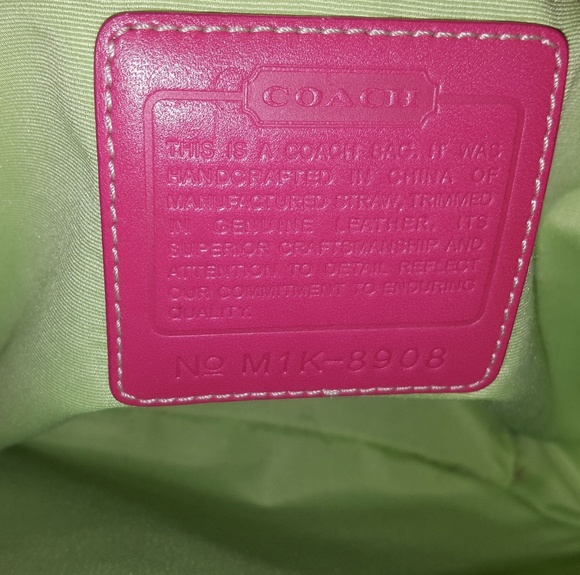 COACH
THIS IS A COACH BAG. IT WAS
HANDCRAFTED IN CHINA OF
MANUFACTURED STRAW, TRIMMED
IN GENUINE LEATHER. ITS
SUPERIOR CRAFTSMANSHIP AND
ATTENTION TO DETAIL REFLECT
OUR COMMITMENT TO ENDURING
QUALITY.
No M1K-8908